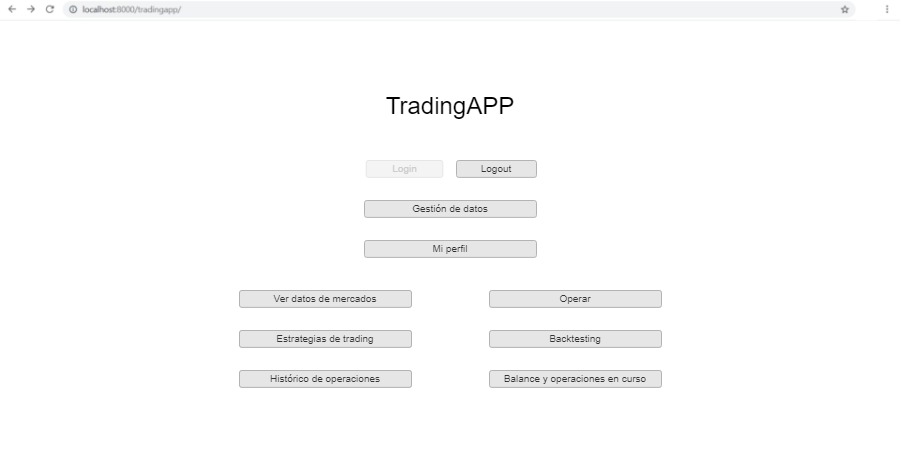 localhost:8000/tradingapp/
TradingAPP
Login
Logout
Gestión de datos
Mi perfil
Ver datos de mercados
Operar
Estrategias de trading
Backtesting
Histórico de operaciones
Balance y operaciones en curso